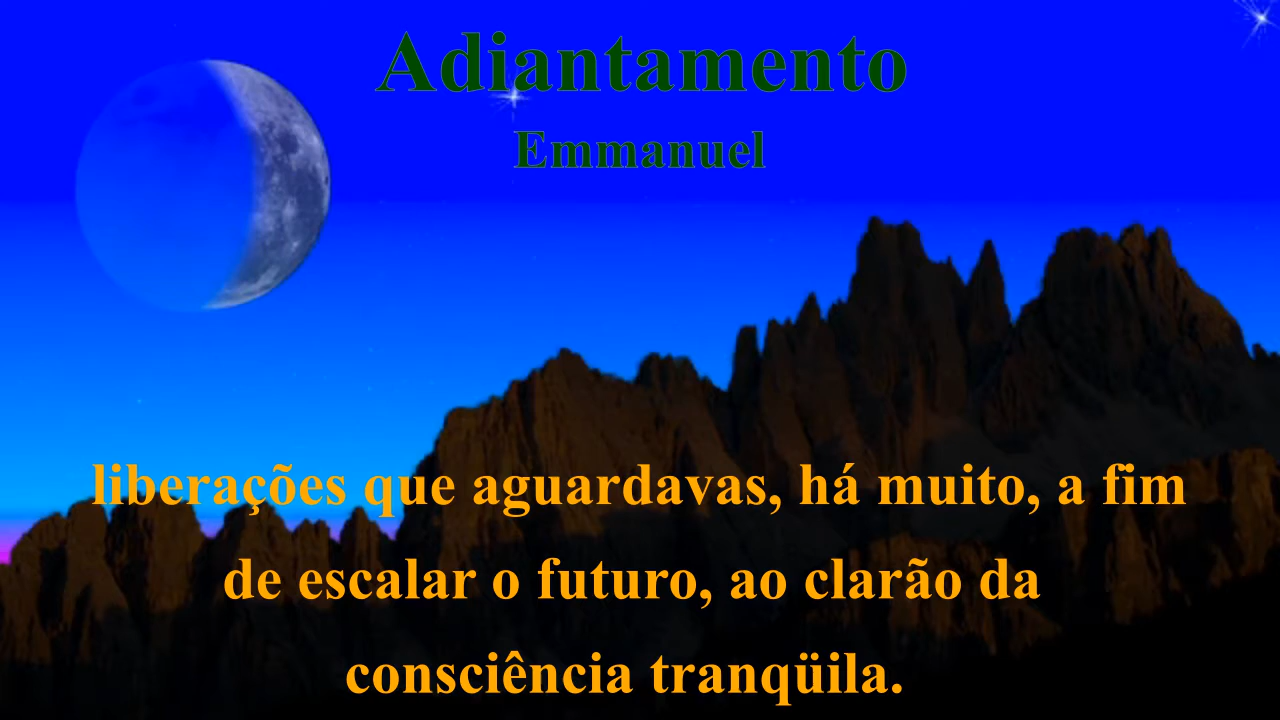 Adiantamento
Emmanuel
liberações que aguardavas, há muito, a fim
de escalar o futuro, ao clarão da
consciência tranqüila.